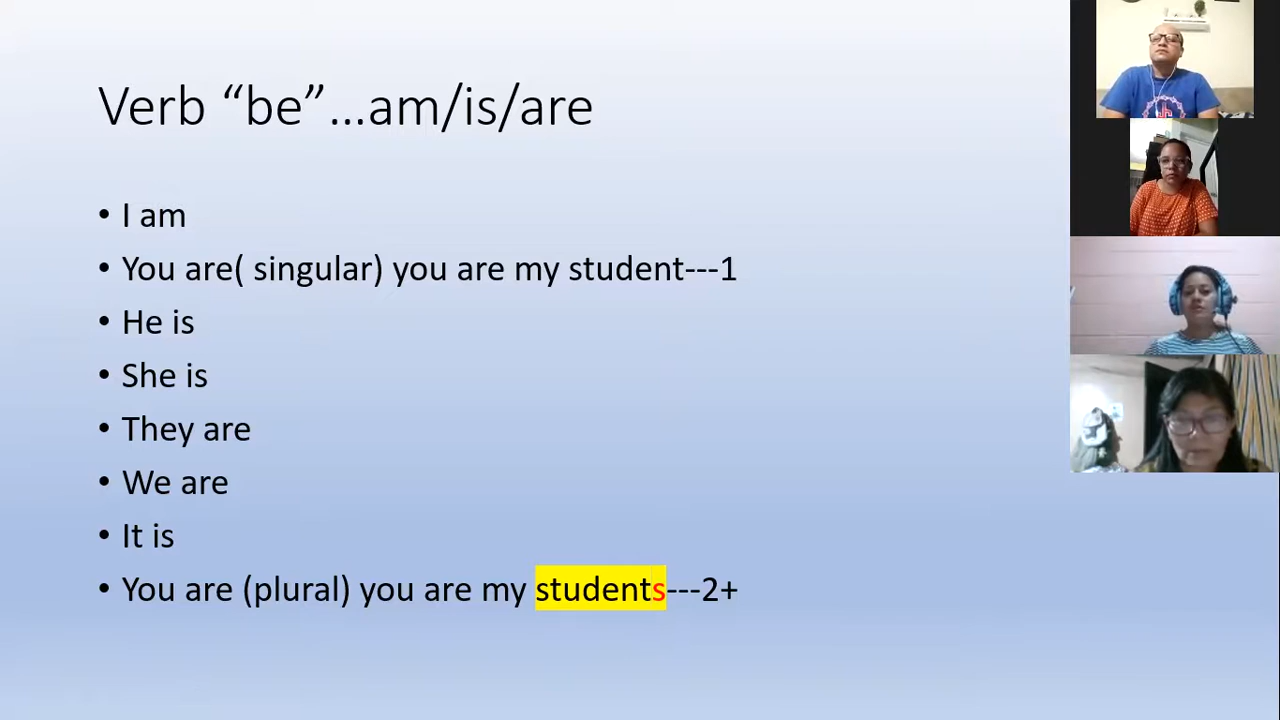 Verb “be”…am/is/are
• I am
• You are( singular) you are my student---1
• He is
• She is
• They are
• We are
• It is
• You are (plural) you are my students---2+